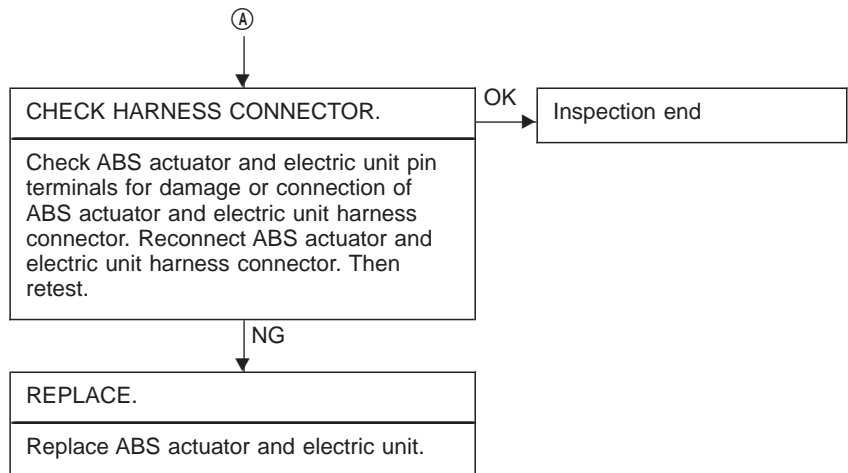 Ⓐ
CHECK HARNESS CONNECTOR.
OK
Inspection end
Check ABS actuator and electric unit pin
terminals for damage or connection of
ABS actuator and electric unit harness
connector. Reconnect ABS actuator and
electric unit harness connector. Then
retest.
NG
REPLACE.
Replace ABS actuator and electric unit.